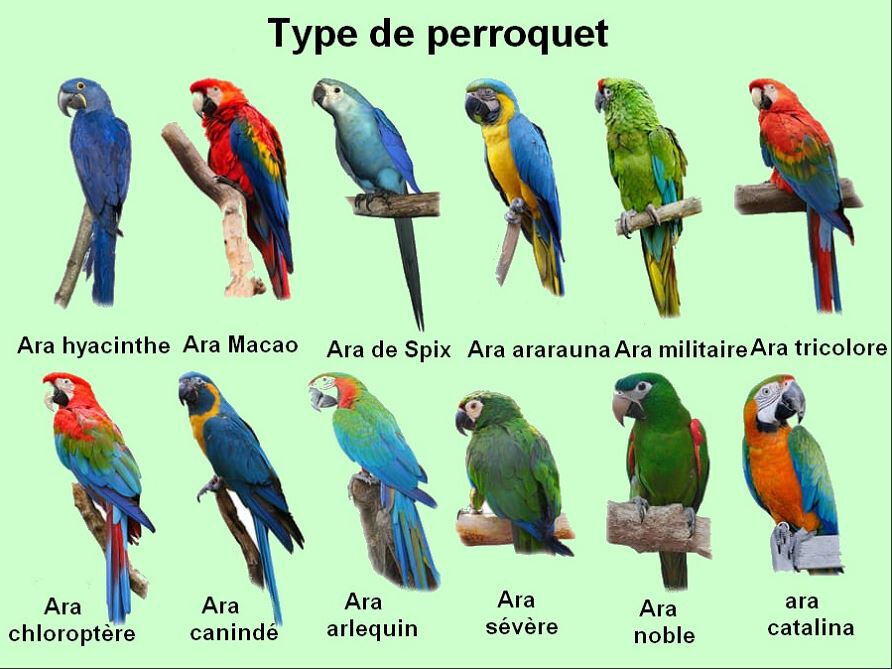 Type de perroquet
Ara hyacinthe
Ara Macao
Ara de Spix
Ara ararauna
Ara militaire
Ara tricolore
Ara
chloroptère
Ara
canindé
Ara
arlequin
Ara
sévère
Ara
noble
ara
catalina